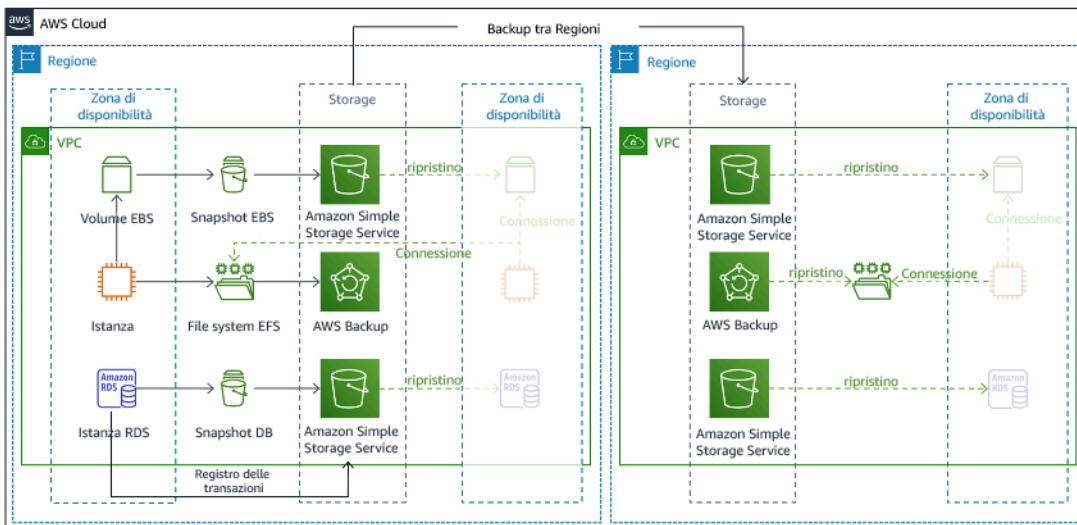 aws
AWS Cloud
Backup tra Regioni
Regione
Regione
Zona di
disponibilità
Storage
Zona di
disponibilità
Storage
Zona di
disponibilità
VPC
VPC
ripristino
ripristino
Volume EBS
Snapshot EBS
Amazon Simple
Storage Service
Connessione
Amazon Simple
Storage Service
Connessione
Connessione
ripristino
Connessione
Istanza
File system EFS
AWS Backup
AWS Backup
Amazon
RDS
ripristino
Amazon
RDS
ripristino
Amazon
RDS
Istanza RDS
Snapshot DB
Amazon Simple
Storage Service
Amazon Simple
Storage Service
Registro delle
transazioni